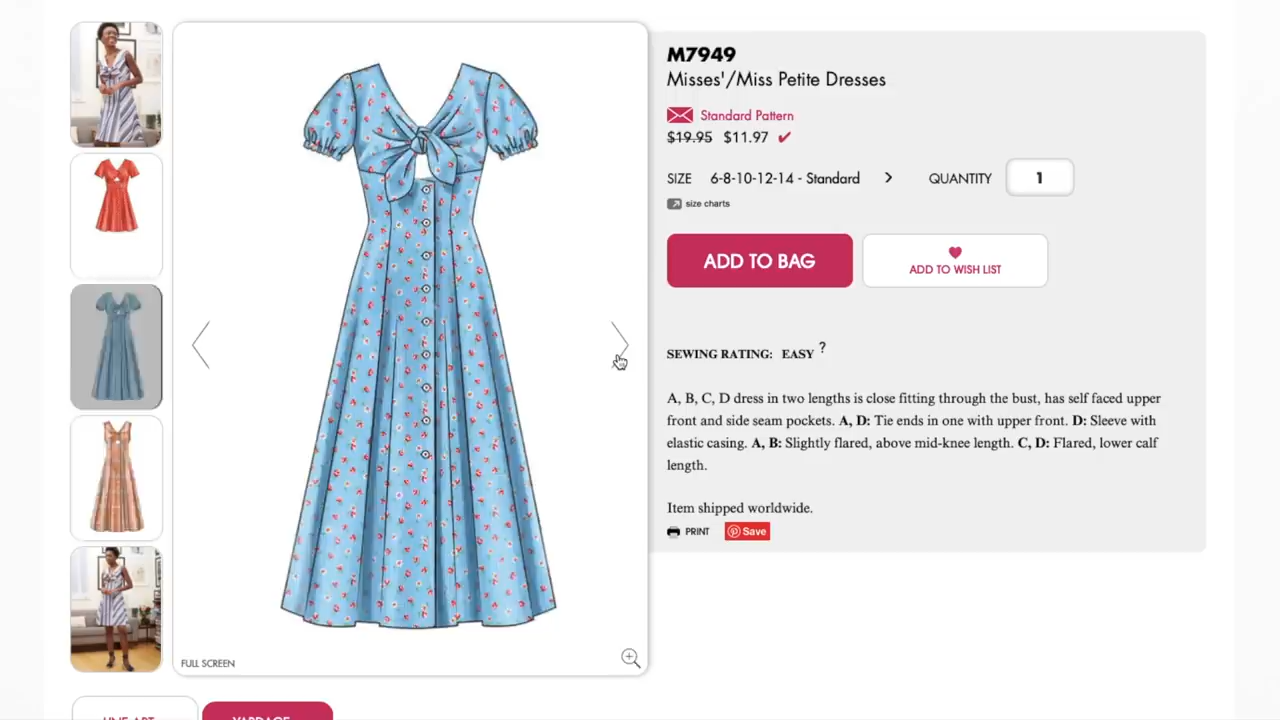 M7949
Misses'/Miss Petite Dresses
Standard Pattern
$19.95 $11.97
SIZE 6-8-10-12-14 - Standard > QUANTITY 1
size charts
ADD TO BAG
ADD TO WISH LIST
SEWING RATING: EASY ?
A, B, C, D dress in two lengths is close fitting through the bust, has self faced upper
front and side seam pockets. A, D: Tie ends in one with upper front. D: Sleeve with
elastic casing. A, B: Slightly flared, above mid-knee length. C, D: Flared, lower calf
length.
Item shipped worldwide.
PRINT Save
FULL SCREEN
LINE ART YARDAGE